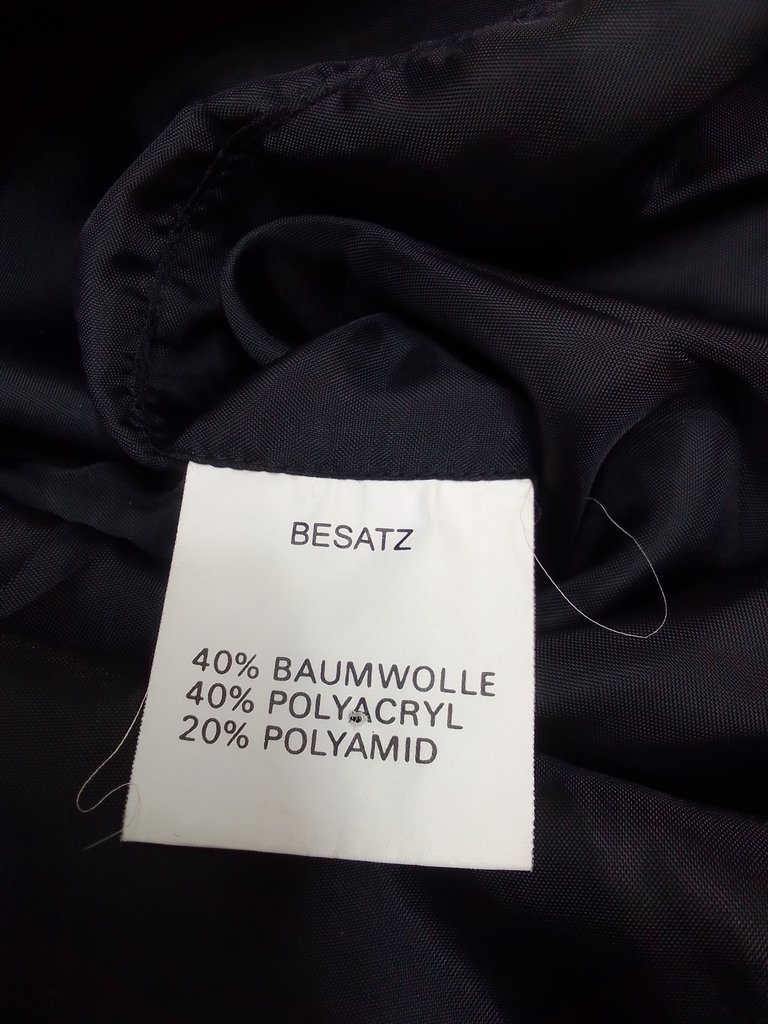 BESATZ
40% BAUMWOLLE
40% POLYACRYL
20% POLYAMID